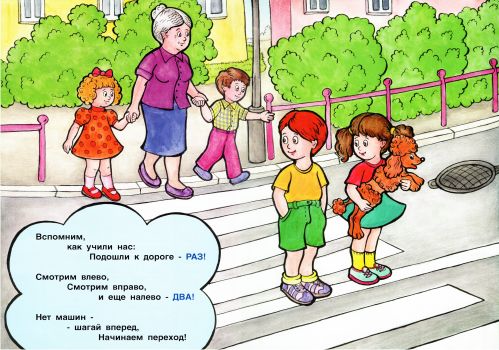 Вспомним,
как учили нас:
Подошли к дороге - РАЗ!
Смотрим влево,
Смотрим вправо,
и еще налево - ДВА!
Нет машин -
- шагай вперед,
Начинаем переход!